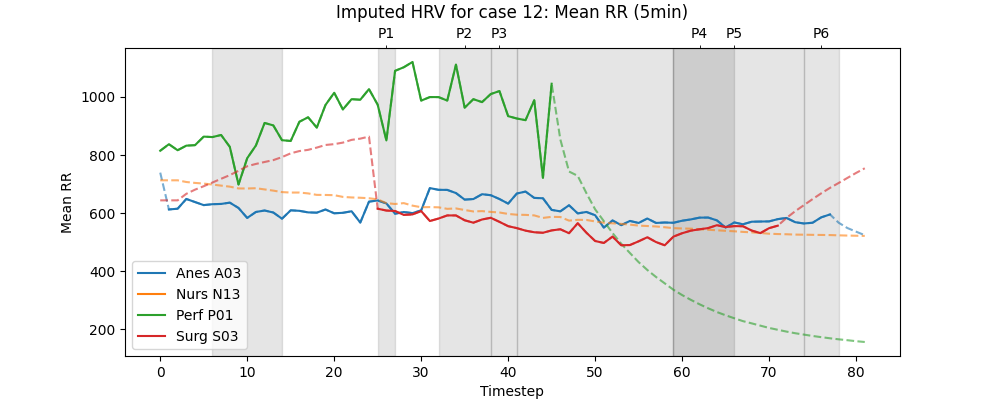 Imputed HRV for case 12: Mean RR (5min)
P1 P2 P3 P4 P5 P6
1000
800
600
400
200
Mean RR
Anes A03
Nurs N13
Perf P01
Surg S03
0 10 20 30 40 50 60 70 80
Timestep